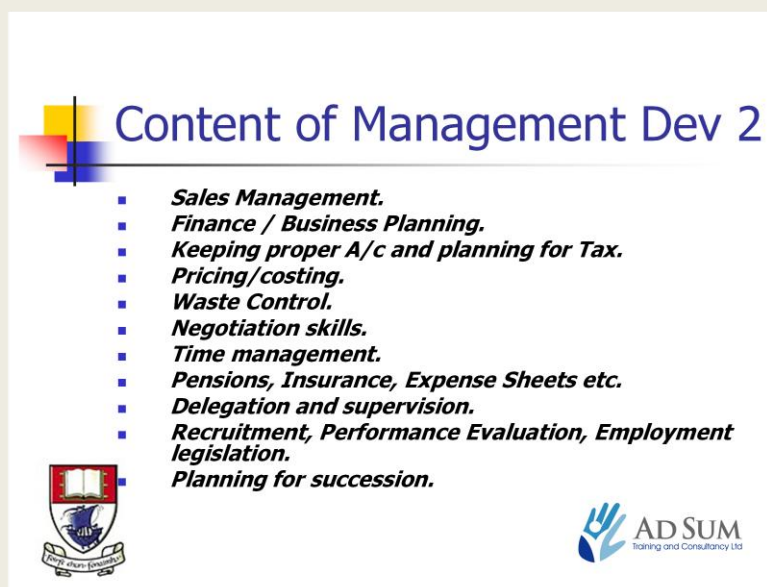 Content of Management Dev 2
Sales Management.
Finance / Business Planning.
Keeping proper A/c and planning for Tax.
Pricing/costing.
Waste Control.
Negotiation skills.
Time management.
Pensions, Insurance, Expense Sheets etc.
Delegation and supervision.
Recruitment, Performance Evaluation, Employment
legislation.
Planning for succession.
AD SUM
Training and Consultancy Ltd